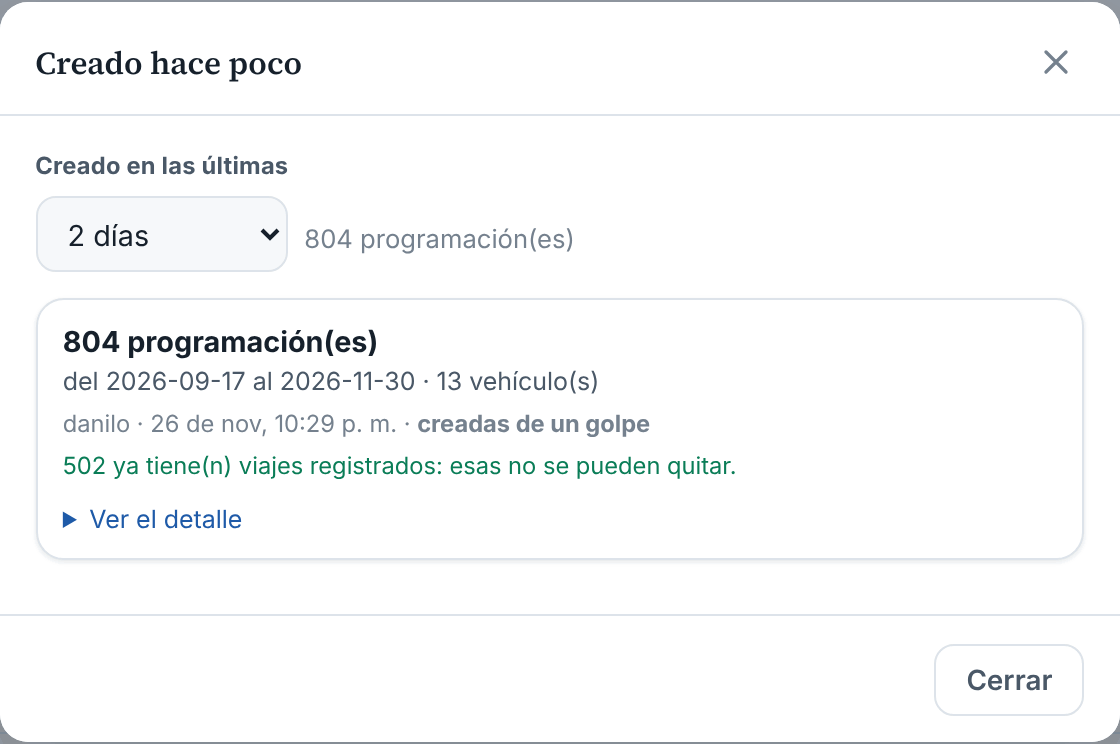 Creado hace poco
Creado en las últimas
2 días
804 programación(es)
804 programación(es)
del 2026-09-17 al 2026-11-30 · 13 vehículo(s)
danilo · 26 de nov, 10:29 p. m. · creadas de un golpe
502 ya tiene(n) viajes registrados: esas no se pueden quitar.
Ver el detalle
Cerrar